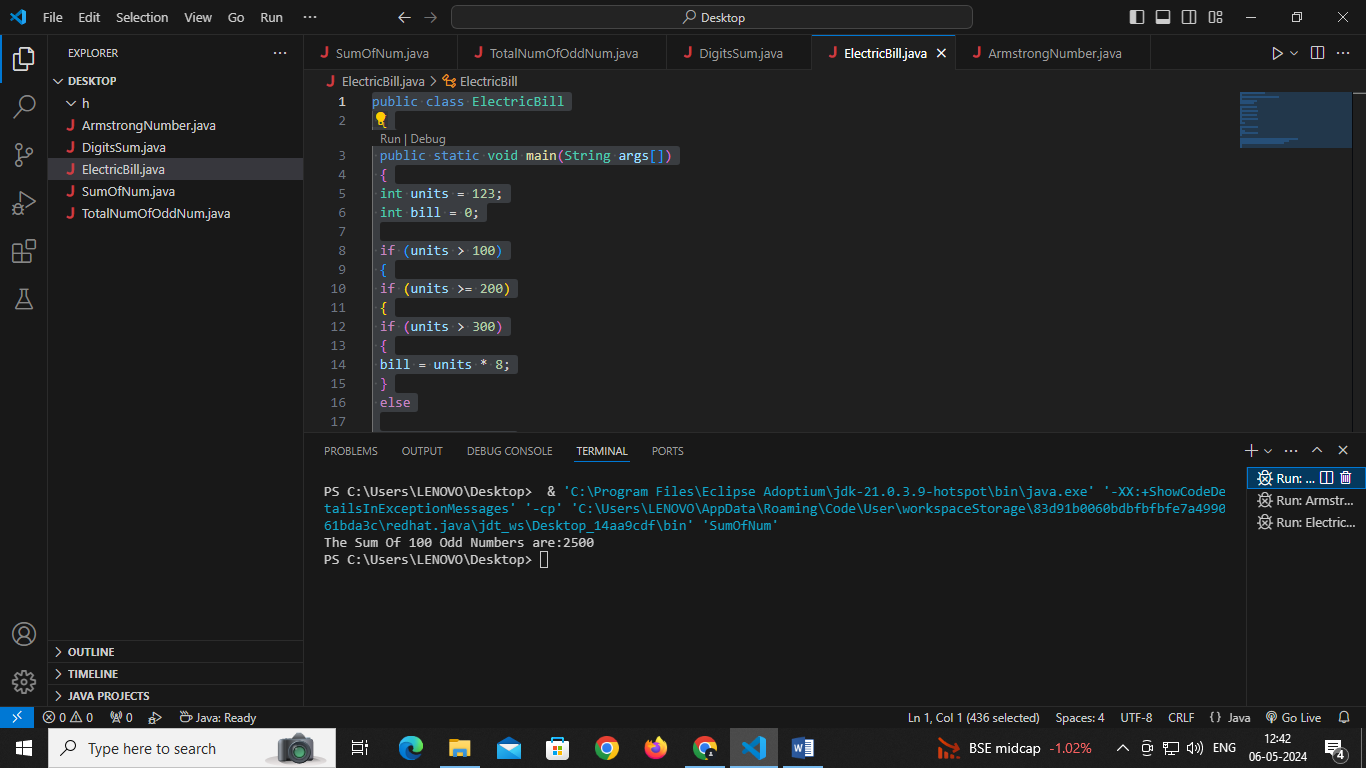 File Edit Selection View Go Run ··· Desktop
EXPLORER ···
DESKTOP
h
J ArmstrongNumber.java
J DigitsSum.java
J ElectricBill.java
J SumOfNum.java
J TotalNumOfOddNum.java
OUTLINE
TIMELINE
JAVA PROJECTS
J SumOfNum.java J TotalNumOfOddNum.java J DigitsSum.java J ElectricBill.java J ArmstrongNumber.java
J ElectricBill.java > ElectricBill
1 public class ElectricBill
2 {
Run | Debug
3 public static void main(String args[])
4 {
5 int units = 123;
6 int bill = 0;
7
8 if (units > 100)
9 {
10 if (units >= 200)
11 {
12 if (units > 300)
13 {
14 bill = units * 8;
15 }
16 else
17
PROBLEMS OUTPUT DEBUG CONSOLE TERMINAL PORTS
PS C:\Users\LENOVO\Desktop>  & 'C:\Program Files\Eclipse Adoptium\jdk-21.0.3.9-hotspot\bin\java.exe' '-XX:+ShowCodeDe
tailsInExceptionMessages' '-cp' 'C:\Users\LENOVO\AppData\Roaming\Code\User\workspaceStorage\83d91b0060bdbfbfbfe7a4990
61bda3c\redhat.java\jdt_ws\Desktop_14aa9cdf\bin' 'SumOfNum'
The Sum Of 100 Odd Numbers are:2500
PS C:\Users\LENOVO\Desktop>
Run: ...
Run: Armstr...
Run: Electric...
0 0 0 Java: Ready Ln 1, Col 1 (436 selected) Spaces: 4 UTF-8 CRLF {} Java Go Live
Type here to search BSE midcap -1.02% ENG 12:42
06-05-2024 4